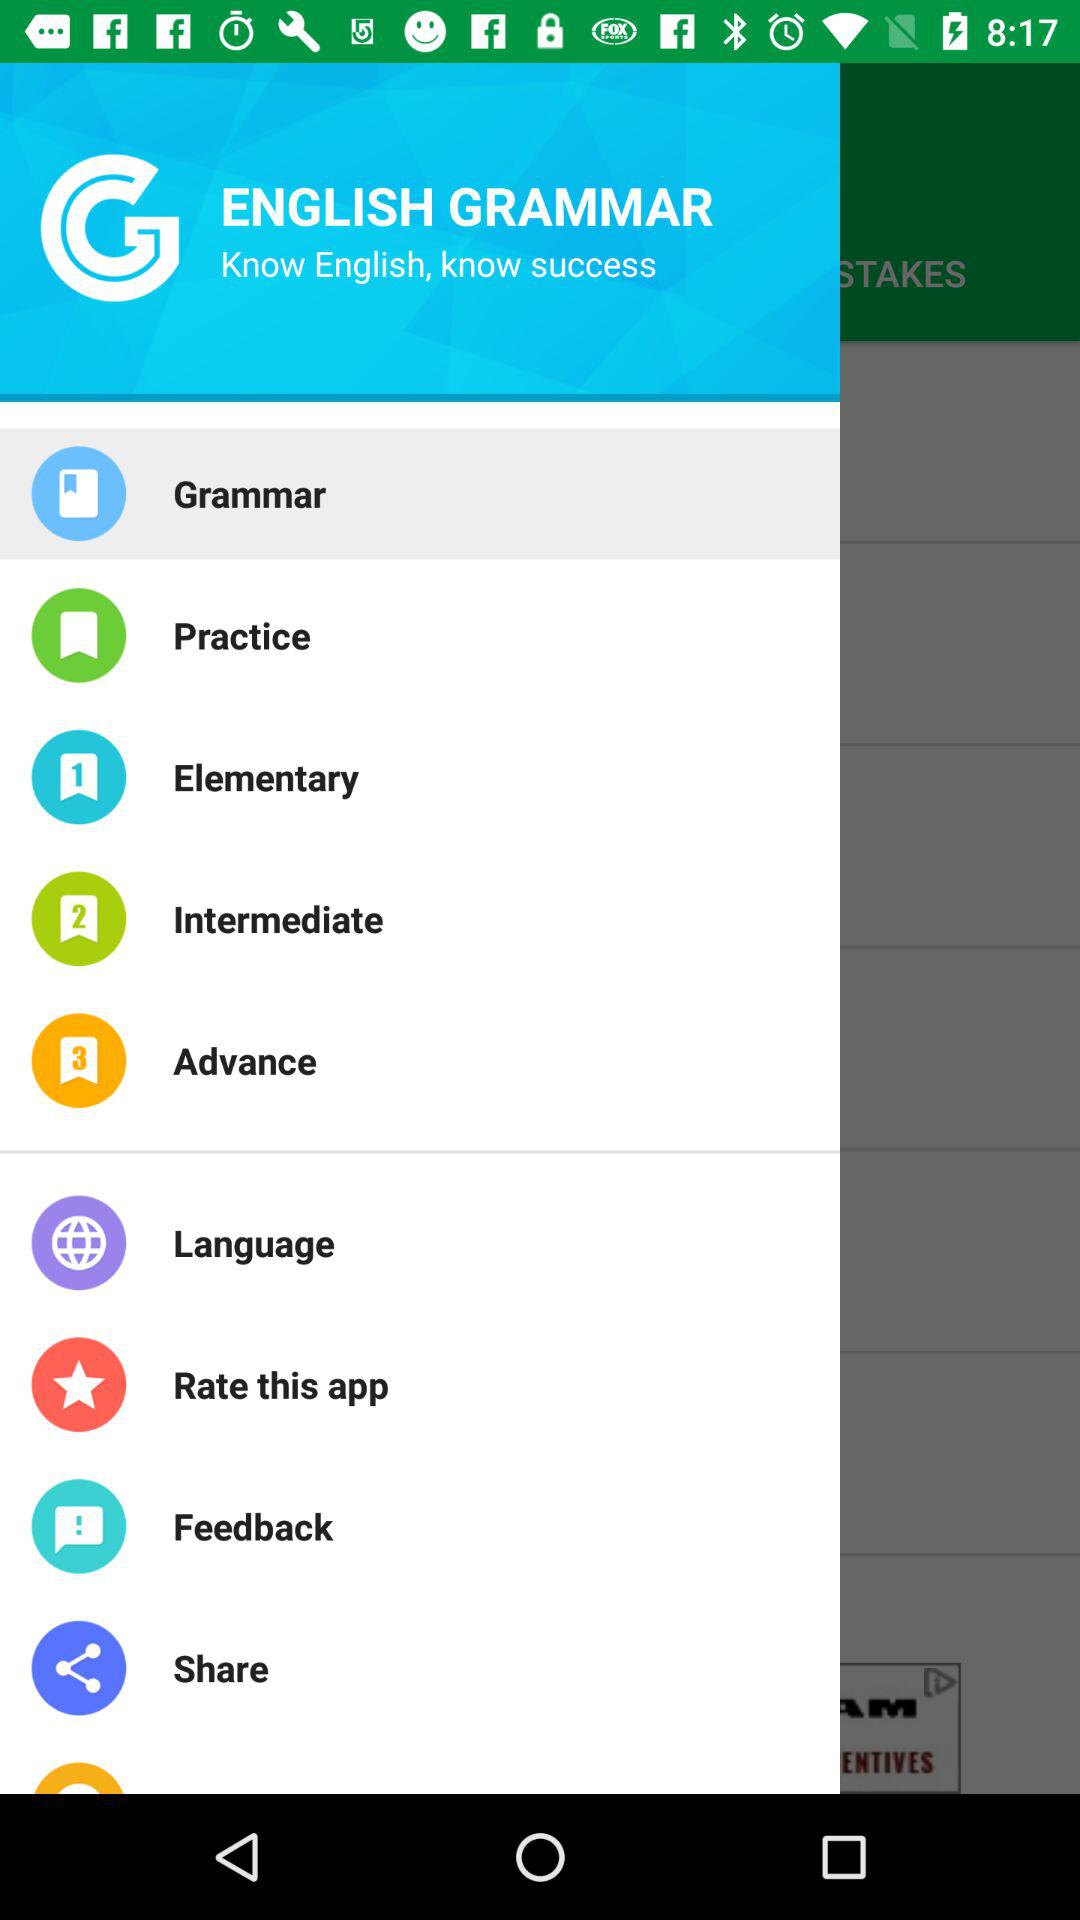 8:17
ENGLISH GRAMMAR
Know English, know success
STAKES
Grammar
Practice
1 Elementary
2 Intermediate
3 Advance
Language
Rate this app
Feedback
Share
AM
ENTIVES